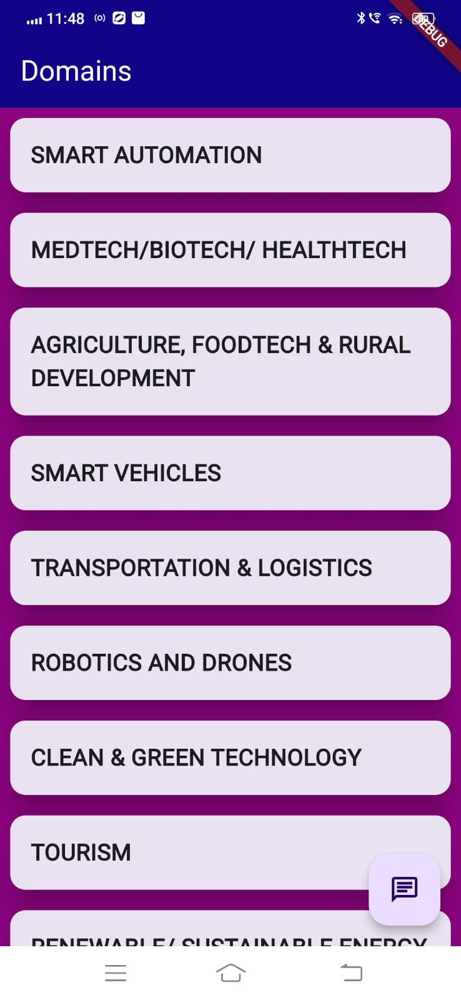 11:48
DEBUG
Domains
SMART AUTOMATION
MEDTECH/BIOTECH/ HEALTHTECH
AGRICULTURE, FOODTECH & RURAL
DEVELOPMENT
SMART VEHICLES
TRANSPORTATION & LOGISTICS
ROBOTICS AND DRONES
CLEAN & GREEN TECHNOLOGY
TOURISM
RENEWABLE/ SUSTAINABLE ENERGY